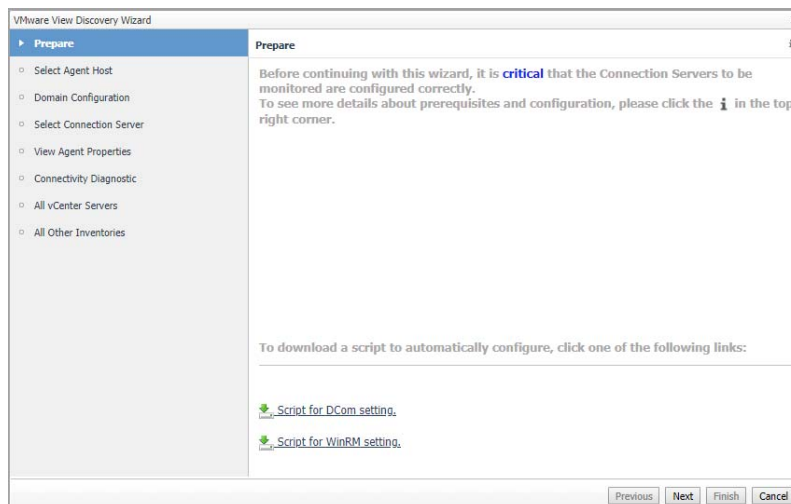 VMware View Discovery Wizard
Prepare
Select Agent Host
Domain Configuration
Select Connection Server
View Agent Properties
Connectivity Diagnostic
All vCenter Servers
All Other Inventories
Prepare
Before continuing with this wizard, it is critical that the Connection Servers to be
monitored are configured correctly.
To see more details about prerequisites and configuration, please click the i in the top
right corner.
To download a script to automatically configure, click one of the following links:
Script for DCom setting.
Script for WinRM setting.
Previous Next Finish Cancel